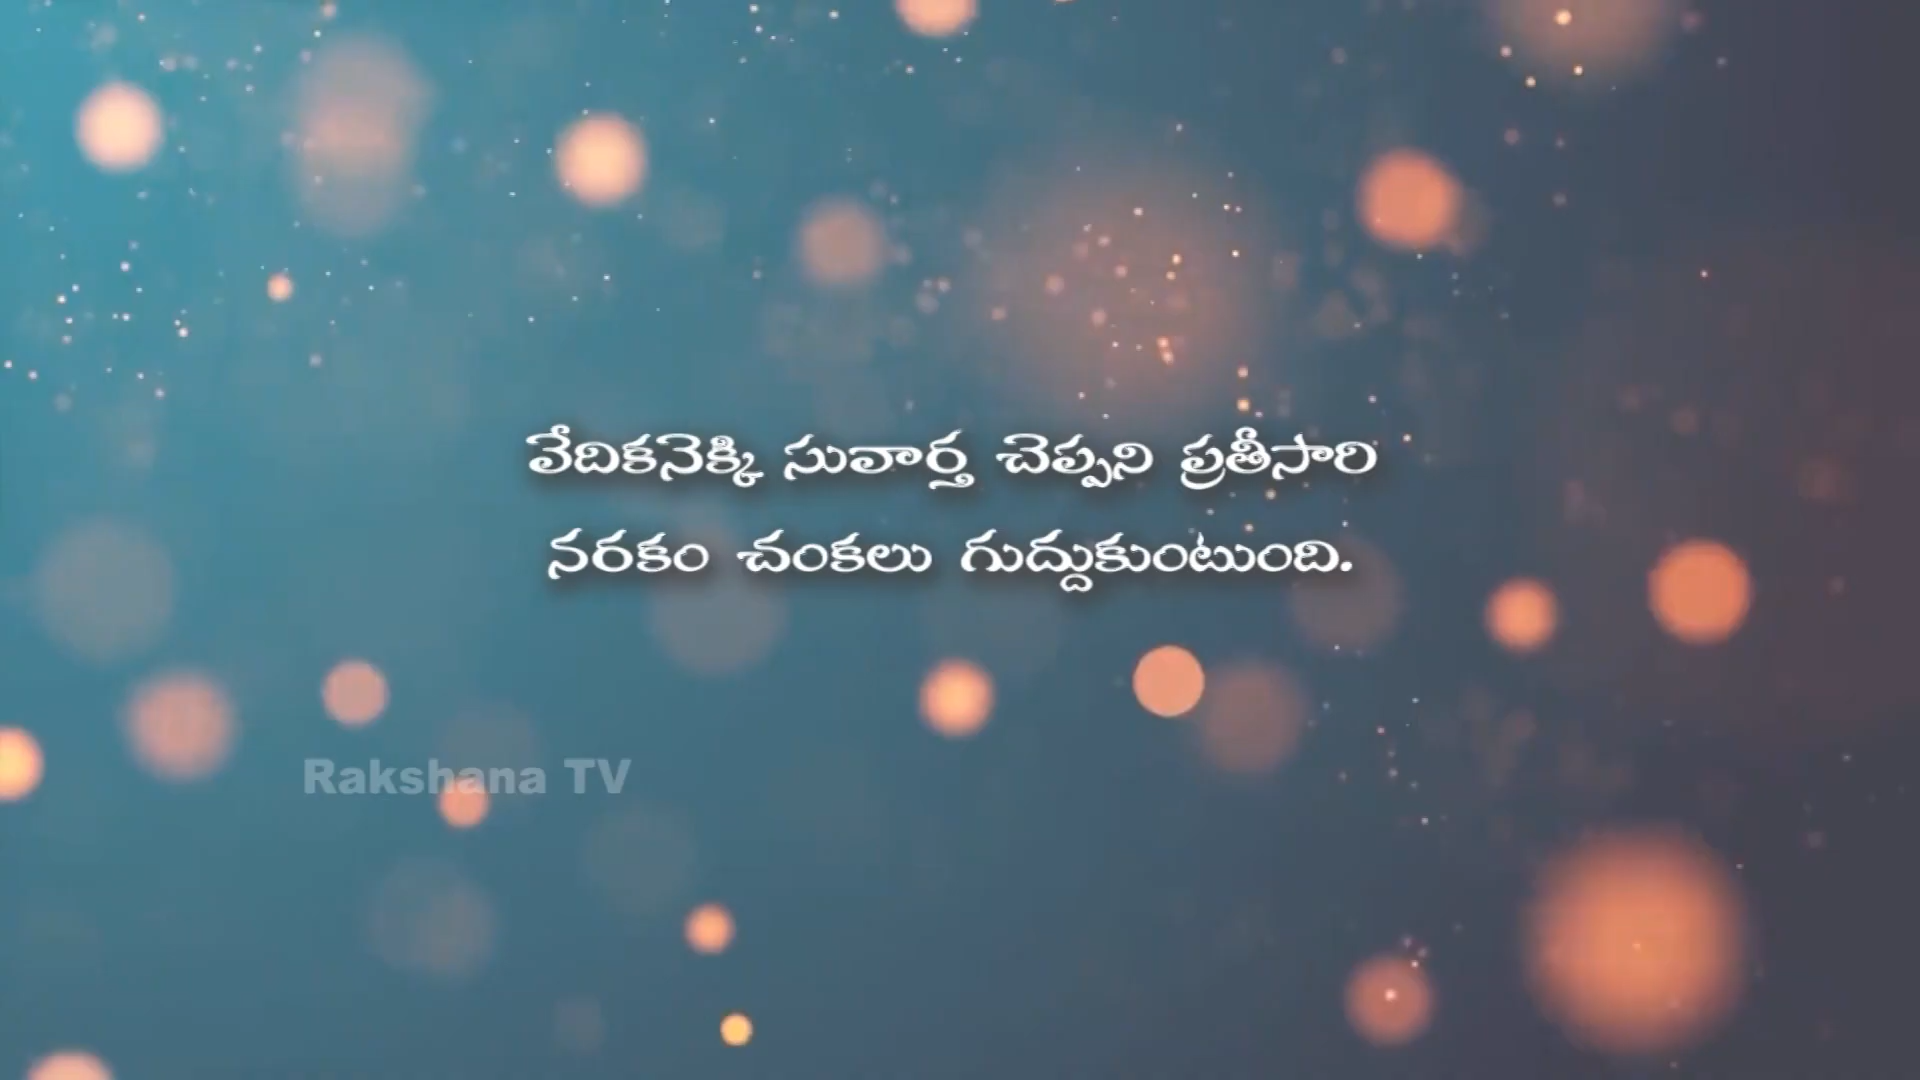 వేదికనెక్కి సువార్త చెప్పని ప్రతీసారి
నరకం చంకలు గుద్దుకుంటుంది.
Rakshana TV